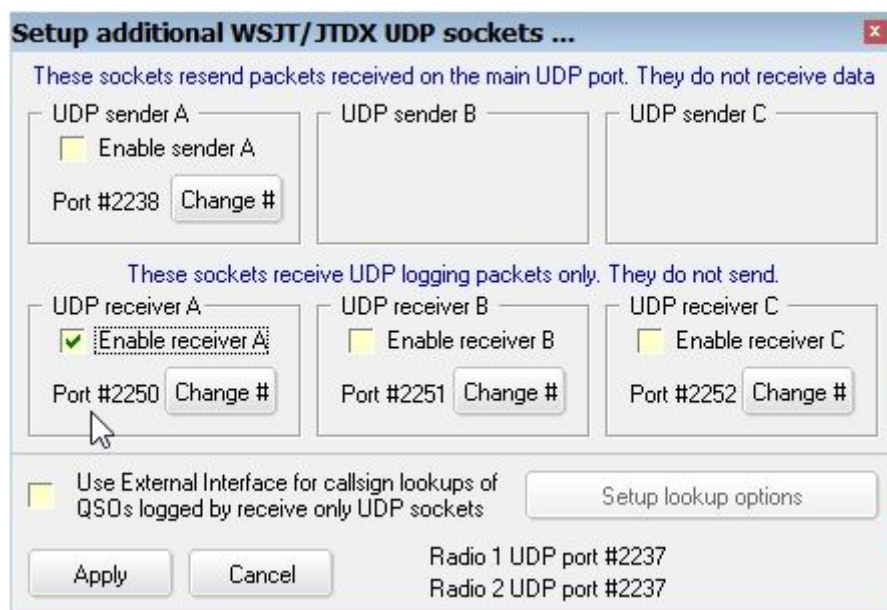 Setup additional WSJT/JTDX UDP sockets ...
x
These sockets resend packets received on the main UDP port. They do not receive data
UDP sender A
UDP sender B
UDP sender C
Enable sender A
Port #2238
Change #
These sockets receive UDP logging packets only. They do not send.
UDP receiver A
UDP receiver B
UDP receiver C
Enable receiver A
Enable receiver B
Enable receiver C
Port #2250
Change #
Port #2251
Change #
Port #2252
Change #
Use External Interface for callsign lookups of
QSOs logged by receive only UDP sockets
Setup lookup options
Apply
Cancel
Radio 1 UDP port #2237
Radio 2 UDP port #2237